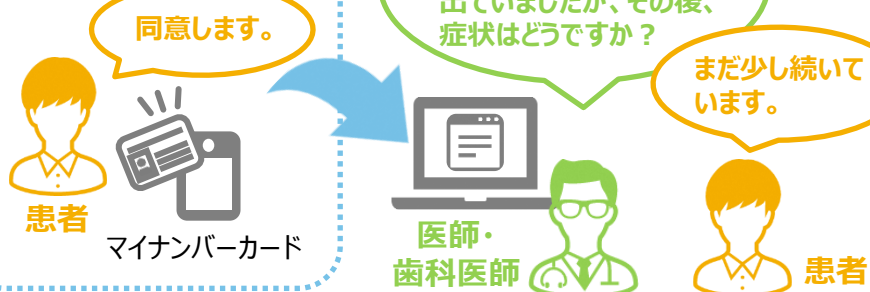 同意します。
患者
マイナンバーカード
出ていましたが、その後、
症状はどうですか？
まだ少し続いて
います。
医師・
歯科医師
患者